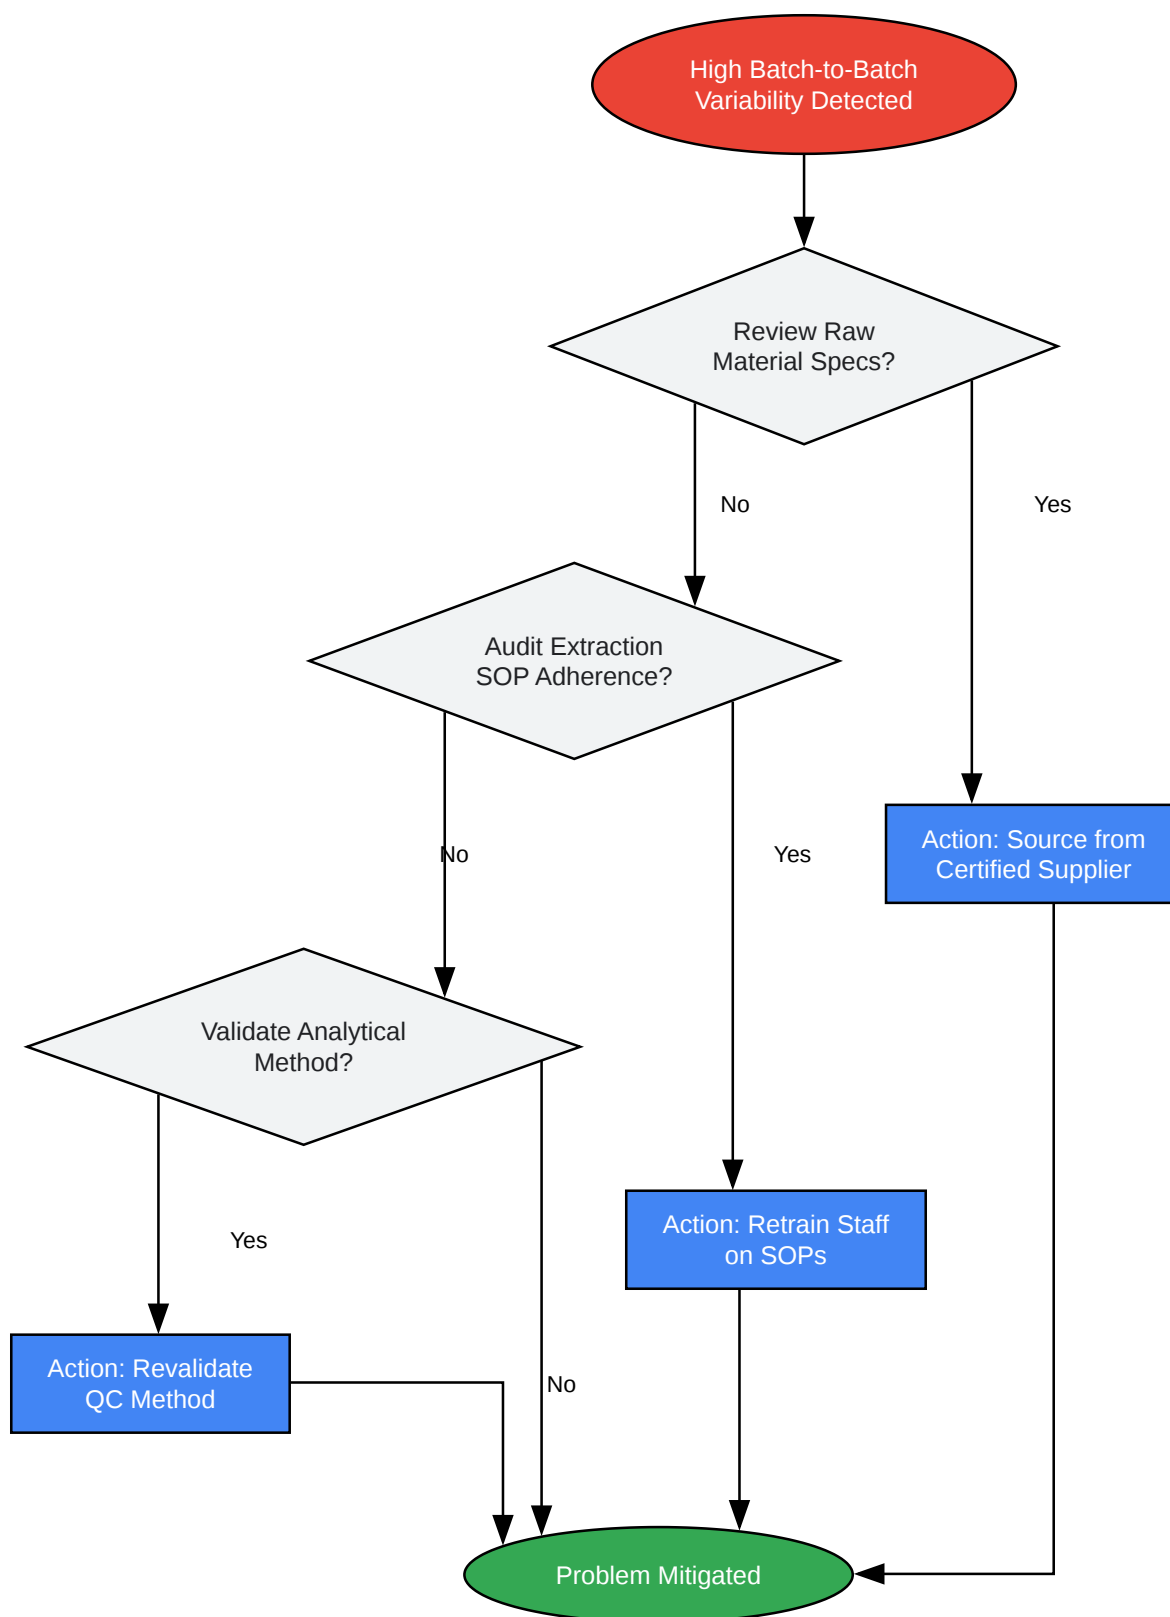 High Batch-to-Batch
Variability Detected
Review Raw
Material Specs?
No
Yes
Audit Extraction
SOP Adherence?
No
Yes
Action: Source from
Certified Supplier
Validate Analytical
Method?
Yes
Action: Retrain Staff
on SOPs
Action: Revalidate
QC Method
No
Problem Mitigated